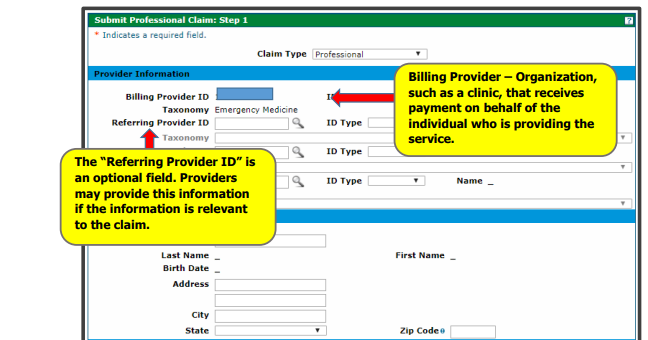 Submit Professional Claim: Step 1 ?
* Indicates a required field.
Claim Type Professional
Provider Information
Billing Provider ID
Taxonomy Emergency Medicine
Referring Provider ID ID Type
Taxonomy
ID Type
ID Type Name _
Billing Provider – Organization,
such as a clinic, that receives
payment on behalf of the
individual who is providing the
service.
The “Referring Provider ID” is
an optional field. Providers
may provide this information
if the information is relevant
to the claim.
Last Name _ First Name _
Birth Date _
Address
City
State Zip Code